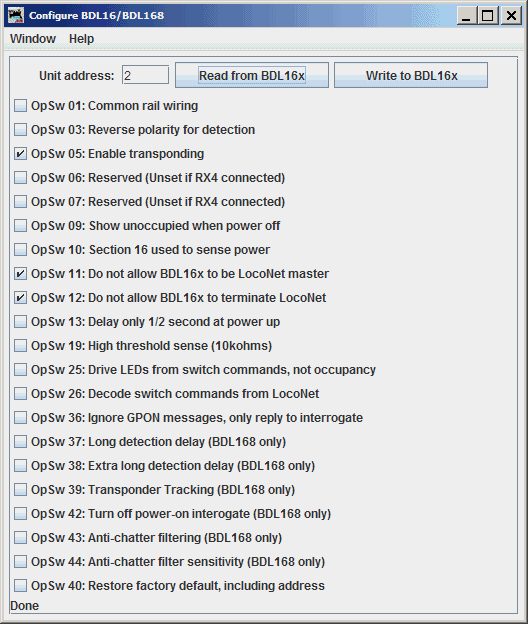 Configure BDL16/BDL168
Window Help
Unit address: 2 Read from BDL16x Write to BDL16x
OpSw 01: Common rail wiring
OpSw 03: Reverse polarity for detection
OpSw 05: Enable transponding
OpSw 06: Reserved (Unset if RX4 connected)
OpSw 07: Reserved (Unset if RX4 connected)
OpSw 09: Show unoccupied when power off
OpSw 10: Section 16 used to sense power
OpSw 11: Do not allow BDL16x to be LocoNet master
OpSw 12: Do not allow BDL16x to terminate LocoNet
OpSw 13: Delay only 1/2 second at power up
OpSw 19: High threshold sense (10kohms)
OpSw 25: Drive LEDs from switch commands, not occupancy
OpSw 26: Decode switch commands from LocoNet
OpSw 36: Ignore GPON messages, only reply to interrogate
OpSw 37: Long detection delay (BDL168 only)
OpSw 38: Extra long detection delay (BDL168 only)
OpSw 39: Transponder Tracking (BDL168 only)
OpSw 42: Turn off power-on interogate (BDL168 only)
OpSw 43: Anti-chatter filtering (BDL168 only)
OpSw 44: Anti-chatter filter sensitivity (BDL168 only)
OpSw 40: Restore factory default, including address
Done